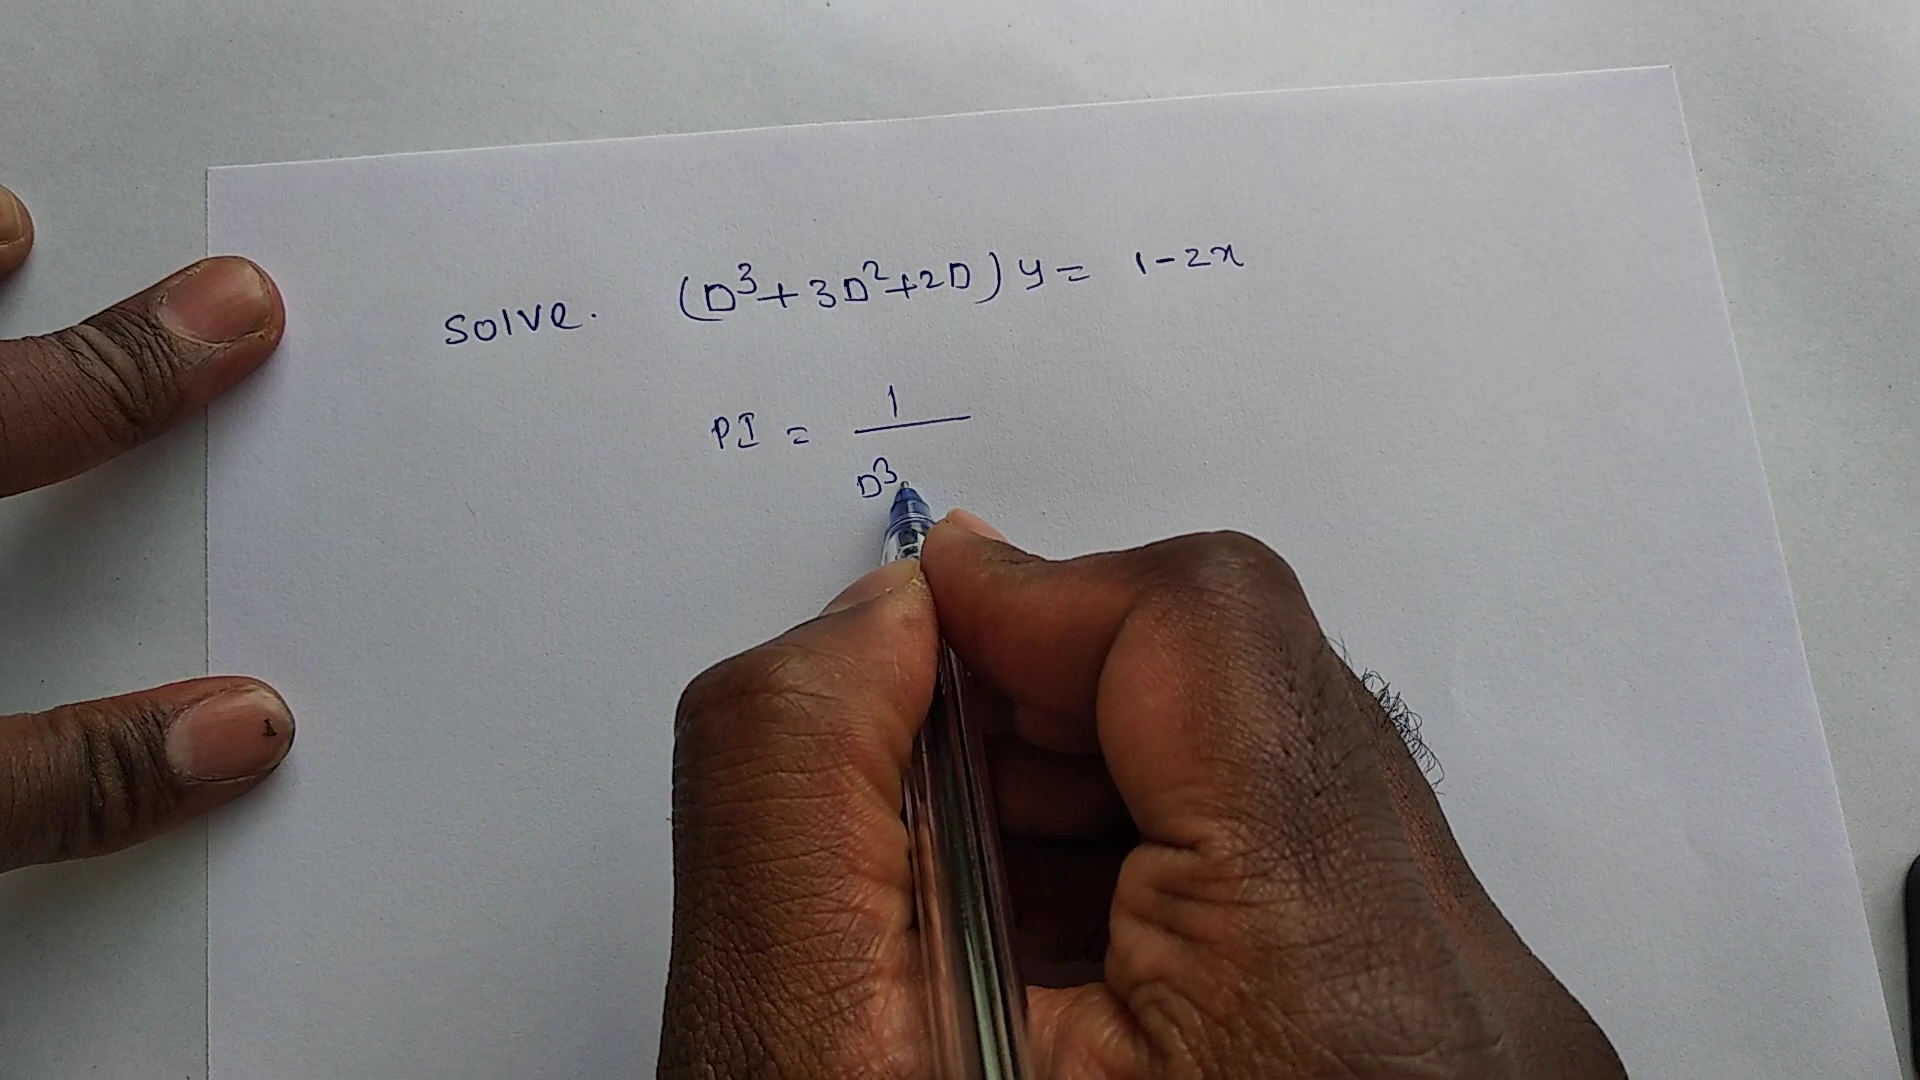 Solve. (D³+3D²+2D) y = 1-2x
PI = 1
D³